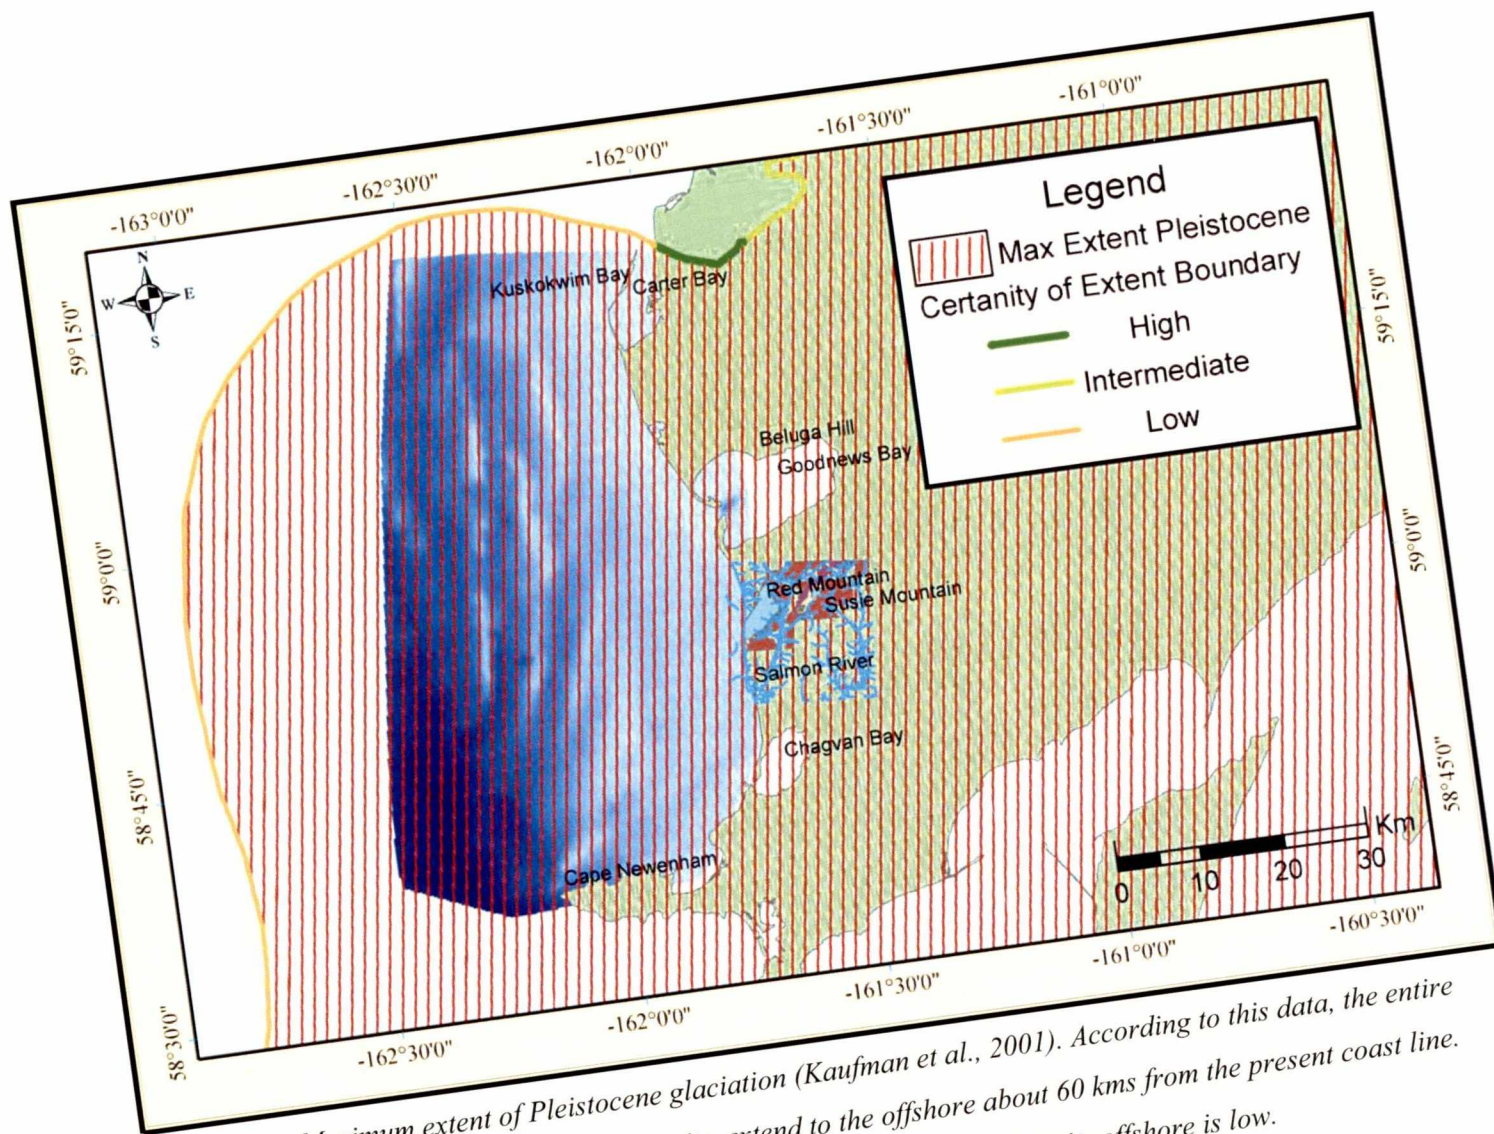 -163°0'0"
-162°30'0"
-162°0'0"
-161°30'0"
-161°0'0"
N
W
E
S
Legend
Max Extent Pleistocene
Certanity of Extent Boundary
High
Intermediate
Low
59°15'0"
59°0'0"
58°45'0"
58°30'0"
59°15'0"
59°0'0"
58°45'0"
Kuskokwim Bay
Carter Bay
Beluga Hill
Goodnews Bay
Red Mountain
Susie Mountain
Salmon River
Chagvan Bay
Cape Newenham
Km
0
10
20
30
-162°30'0"
-162°0'0"
-161°30'0"
-161°0'0"
-160°30'0"
Maximum extent of Pleistocene glaciation (Kaufman et al., 2001). According to this data, the entire
extend to the offshore about 60 kms from the present coast line.
offshore is low.